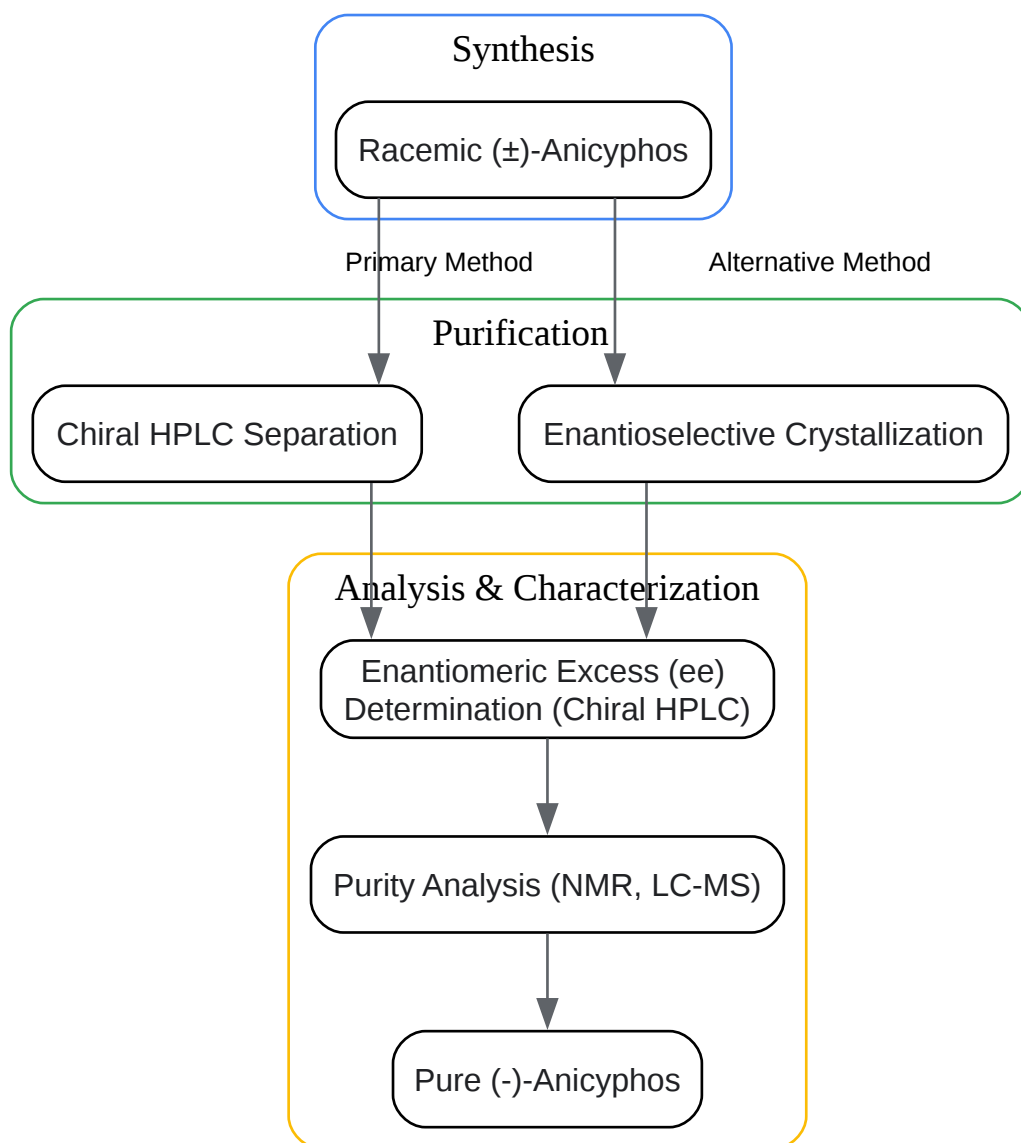 Synthesis
Racemic (±)-Anicyphos
Primary Method
Alternative Method
Purification
Chiral HPLC Separation
Enantioselective Crystallization
Analysis & Characterization
Enantiomeric Excess (ee)
Determination (Chiral HPLC)
Purity Analysis (NMR, LC-MS)
Pure (-)-Anicyphos